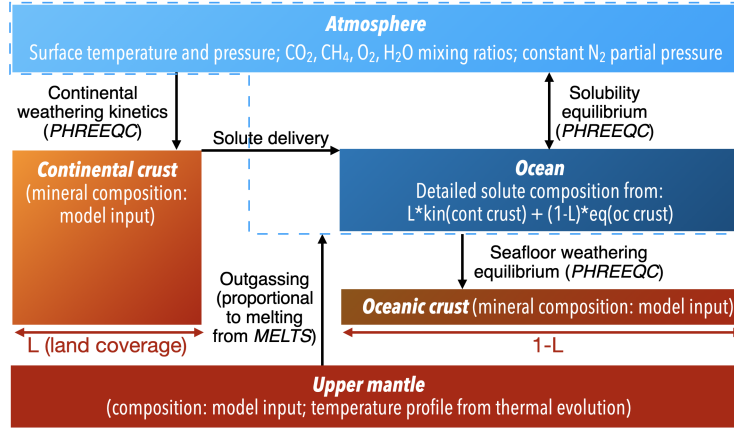 Atmosphere
Surface temperature and pressure; CO₂, CH₄, O₂, H₂O mixing ratios; constant N₂ partial pressure
Continental
weathering kinetics
(PHREEQC)
Solubility
equilibrium
(PHREEQC)
Solute delivery
Continental crust
(mineral composition:
model input)
Ocean
Detailed solute composition from:
L*kin(cont crust) + (1-L)*eq(oc crust)
Outgassing
(proportional
to melting
from MELTS)
Seafloor weathering
equilibrium (PHREEQC)
Oceanic crust (mineral composition: model input)
L (land coverage)
1-L
Upper mantle
(composition: model input; temperature profile from thermal evolution)